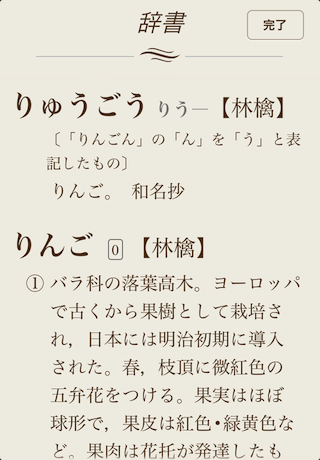 辞書
完了
りゅうごう りう―【林檎】
〔「りんごん」の「ん」を「う」と表
記したもの〕
りんご。 和名抄
りんご 0 【林檎】
① バラ科の落葉高木。ヨーロッパ
で古くから果樹として栽培さ
れ，日本には明治初期に導入
された。春，枝頂に微紅色の
五弁花をつける。果実はほぼ
球形で，果皮は紅色・緑黄色な
ど。果肉は花托が発達したも